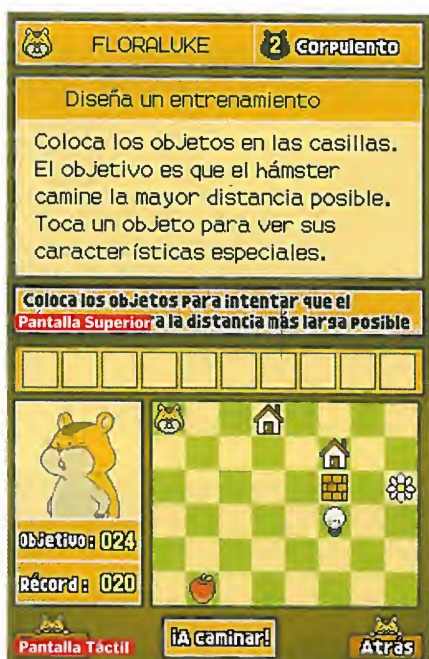 FLORALUKE
2 Corpulento
Diseña un entrenamiento
Coloca los objetos en las casillas.
El objetivo es que el hámster
camine la mayor distancia posible.
Toca un objeto para ver sus
características especiales.
Coloca los objetos para intentar que el
Pantalla Superior a la distancia más larga posible
Objetivo: 024
Récord: 020
Pantalla Táctil
¡A caminar!
Atrás